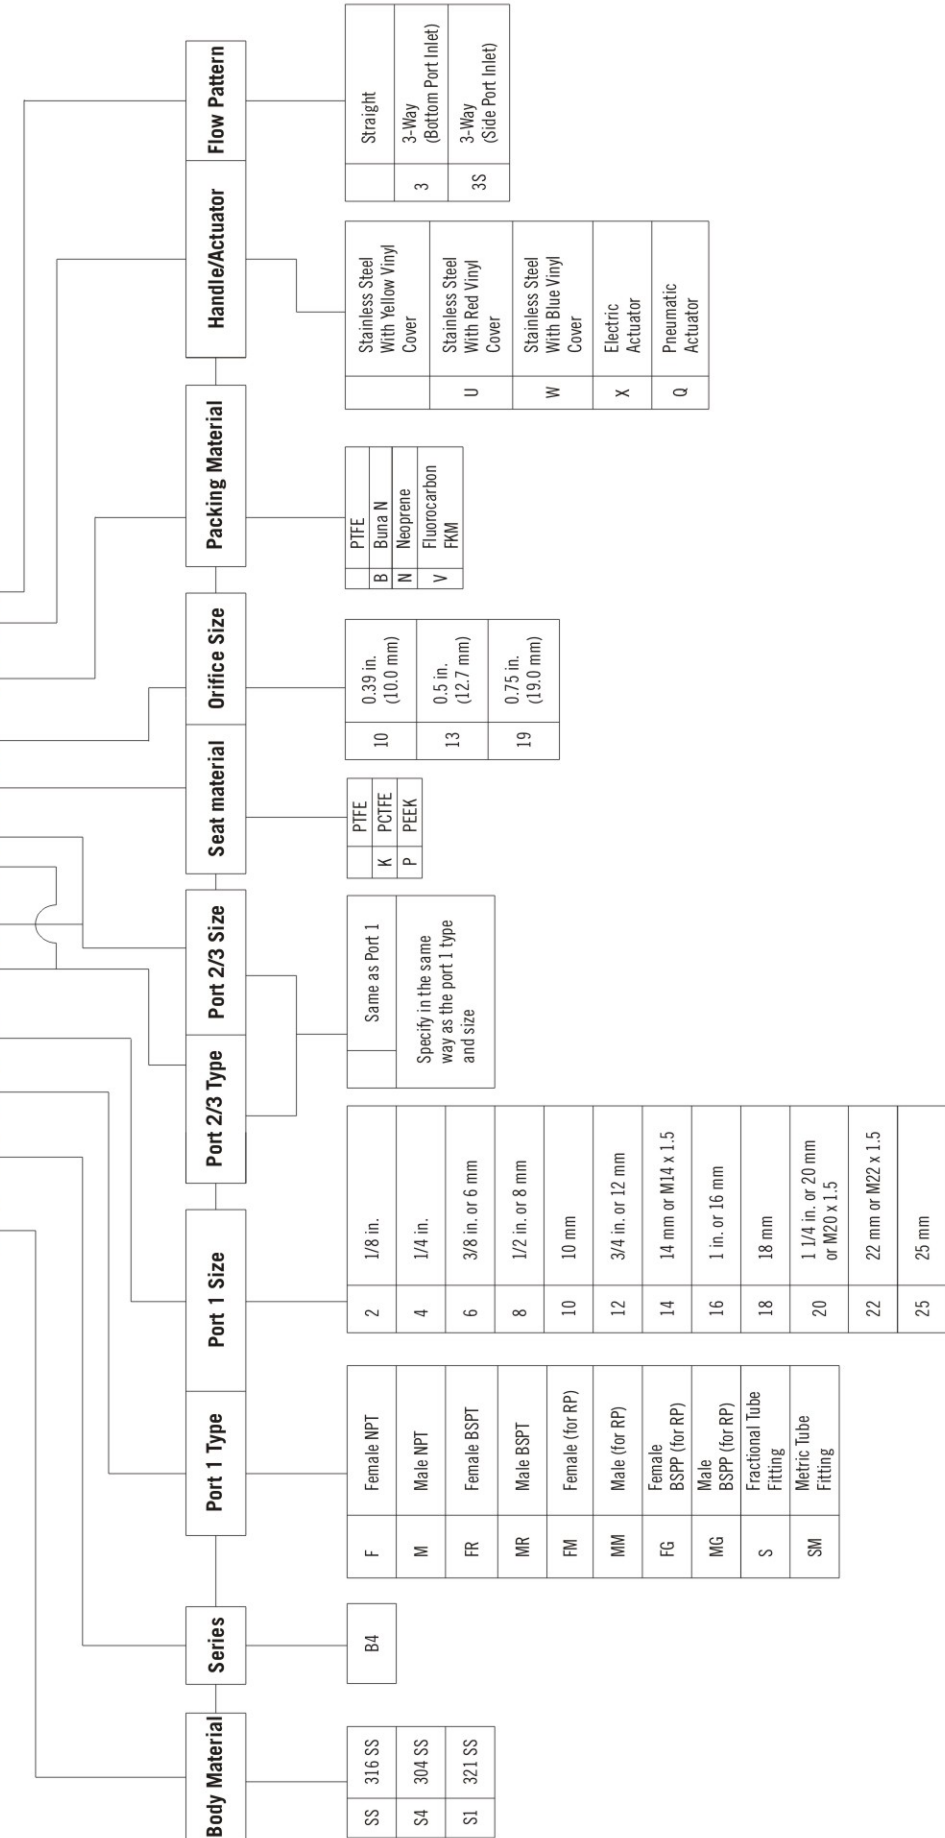 Body Material
Series
Port 1 Type
Port 1 Size
Port 2/3 Type
Port 2/3 Size
Seat material
Orifice Size
Packing Material
Handle/Actuator
Flow Pattern
SS 316 SS
S4 304 SS
S1 321 SS
B4
F Female NPT
M Male NPT
FR Female BSPT
MR Male BSPT
FM Female (for RP)
MM Male (for RP)
FG Female
BSPP (for RP)
MG Male
BSPP (for RP)
S Fractional Tube
Fitting
SM Metric Tube
Fitting
2 1/8 in.
4 1/4 in.
6 3/8 in. or 6 mm
8 1/2 in. or 8 mm
10 10 mm
12 3/4 in. or 12 mm
14 14 mm or M14 x 1.5
16 1 in. or 16 mm
18 18 mm
20 1 1/4 in. or 20 mm
or M20 x 1.5
22 22 mm or M22 x 1.5
25 25 mm
Same as Port 1
Specify in the same
way as the port 1 type
and size
PTFE
K PCTFE
P PEEK
10 0.39 in.
(10.0 mm)
13 0.5 in.
(12.7 mm)
19 0.75 in.
(19.0 mm)
PTFE
B Buna N
N Neoprene
V Fluorocarbon
FKM
Stainless Steel
With Yellow Vinyl
Cover
U Stainless Steel
With Red Vinyl
Cover
W Stainless Steel
With Blue Vinyl
Cover
X Electric
Actuator
Q Pneumatic
Actuator
Straight
3 3-Way
(Bottom Port Inlet)
3S 3-Way
(Side Port Inlet)